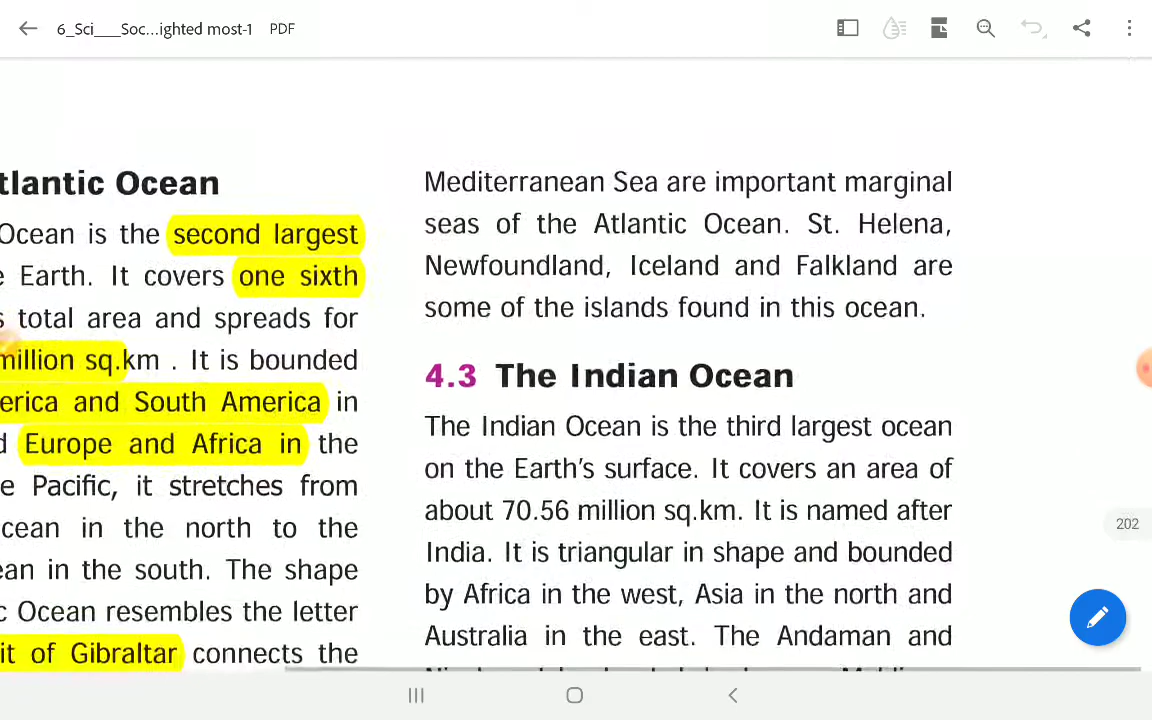 6_Sci___Soc...ighted most-1 PDF
tlantic Ocean
Ocean is the second largest
e Earth. It covers one sixth
s total area and spreads for
million sq.km . It is bounded
erica and South America in
d Europe and Africa in the
e Pacific, it stretches from
cean in the north to the
ean in the south. The shape
c Ocean resembles the letter
it of Gibraltar connects the
Mediterranean Sea are important marginal
seas of the Atlantic Ocean. St. Helena,
Newfoundland, Iceland and Falkland are
some of the islands found in this ocean.
4.3 The Indian Ocean
The Indian Ocean is the third largest ocean
on the Earth's surface. It covers an area of
about 70.56 million sq.km. It is named after
India. It is triangular in shape and bounded
by Africa in the west, Asia in the north and
Australia in the east. The Andaman and
202